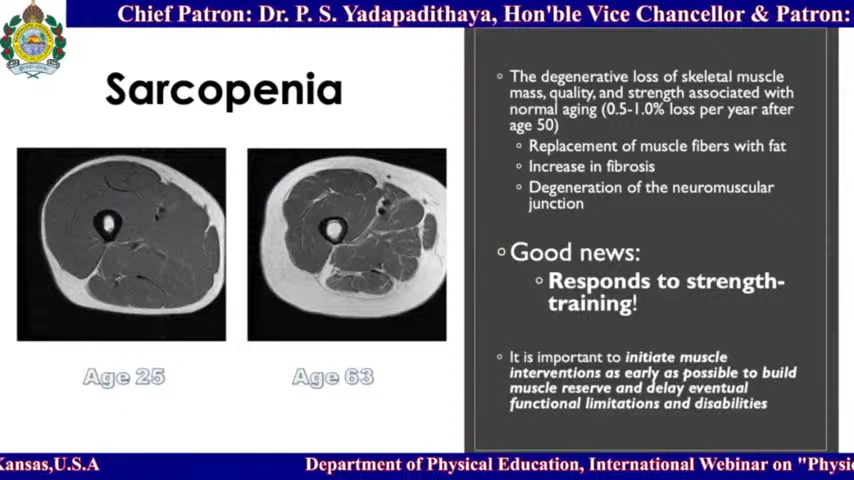 Chief Patron: Dr. P. S. Yadapadithaya, Hon'ble Vice Chancellor & Patron:
Sarcopenia
Age 25
Age 63
◦ The degenerative loss of skeletal muscle
mass, quality, and strength associated with
normal aging (0.5-1.0% loss per year after
age 50)
◦ Replacement of muscle fibers with fat
◦ Increase in fibrosis
◦ Degeneration of the neuromuscular
junction
◦ Good news:
◦ Responds to strength-
training!
◦ It is important to initiate muscle
interventions as early as possible to build
muscle reserve and delay eventual
functional limitations and disabilities
Kansas,U.S.A
Department of Physical Education, International Webinar on "Physic